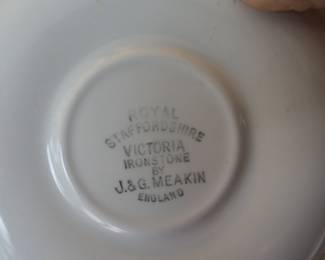 ROYAL
STAFFORDSHIRE
VICTORIA
IRONSTONE
BY
J.&G. MEAKIN
ENGLAND